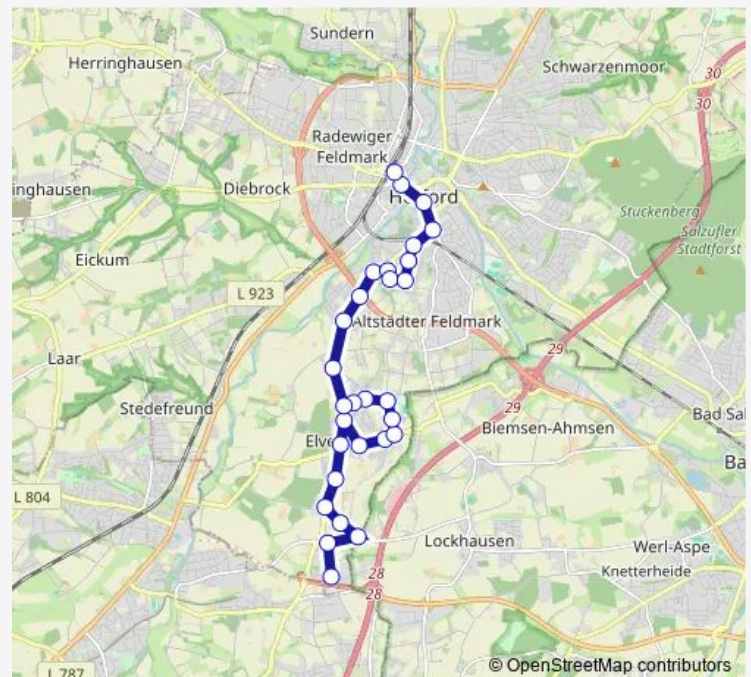 Sundern
Herringhausen
Schwarzenmoor
30
30
Radewiger
Feldmark
inghausen
Diebrock
Stuckenberg
Salzufler
Stadtforst
Eickum
L 923
Altstädter Feldmark
29
Laar
Stedefreund
29
Bad Sal
Biemsen-Ahmsen
Elve
Ba
L 804
Lockhausen
Werl-Aspe
Knetterheide
28
28
L 787
© OpenStreetMap contributors